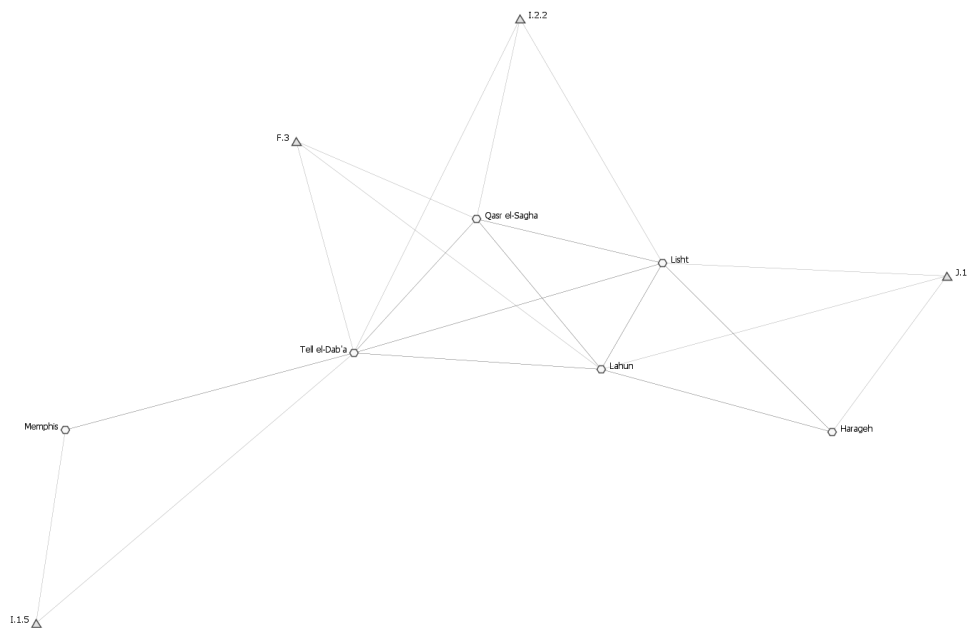 I.2.2
F.3
Qasr el-Sagha
Lisht
J.1
Tell el-Dab'a
Lahun
Memphis
Harageh
I.1.5